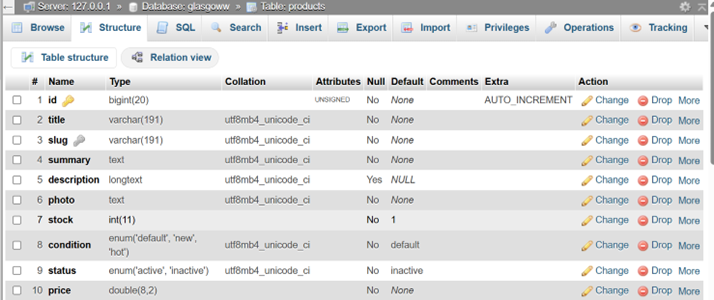 Server: 127.0.0.1 » Database: glasgoww » Table: products
Browse Structure SQL Search Insert Export Import Privileges Operations Tracking
Table structure Relation view
# Name Type Collation Attributes Null Default Comments Extra Action
1 id bigint(20) UNSIGNED No None AUTO_INCREMENT Change Drop More
2 title varchar(191) utf8mb4_unicode_ci No None Change Drop More
3 slug varchar(191) utf8mb4_unicode_ci No None Change Drop More
4 summary text utf8mb4_unicode_ci No None Change Drop More
5 description longtext utf8mb4_unicode_ci Yes NULL Change Drop More
6 photo text utf8mb4_unicode_ci No None Change Drop More
7 stock int(11) No 1 Change Drop More
8 condition enum('default', 'new', 'hot') utf8mb4_unicode_ci No default Change Drop More
9 status enum('active', 'inactive') utf8mb4_unicode_ci No inactive Change Drop More
10 price double(8,2) No None Change Drop More